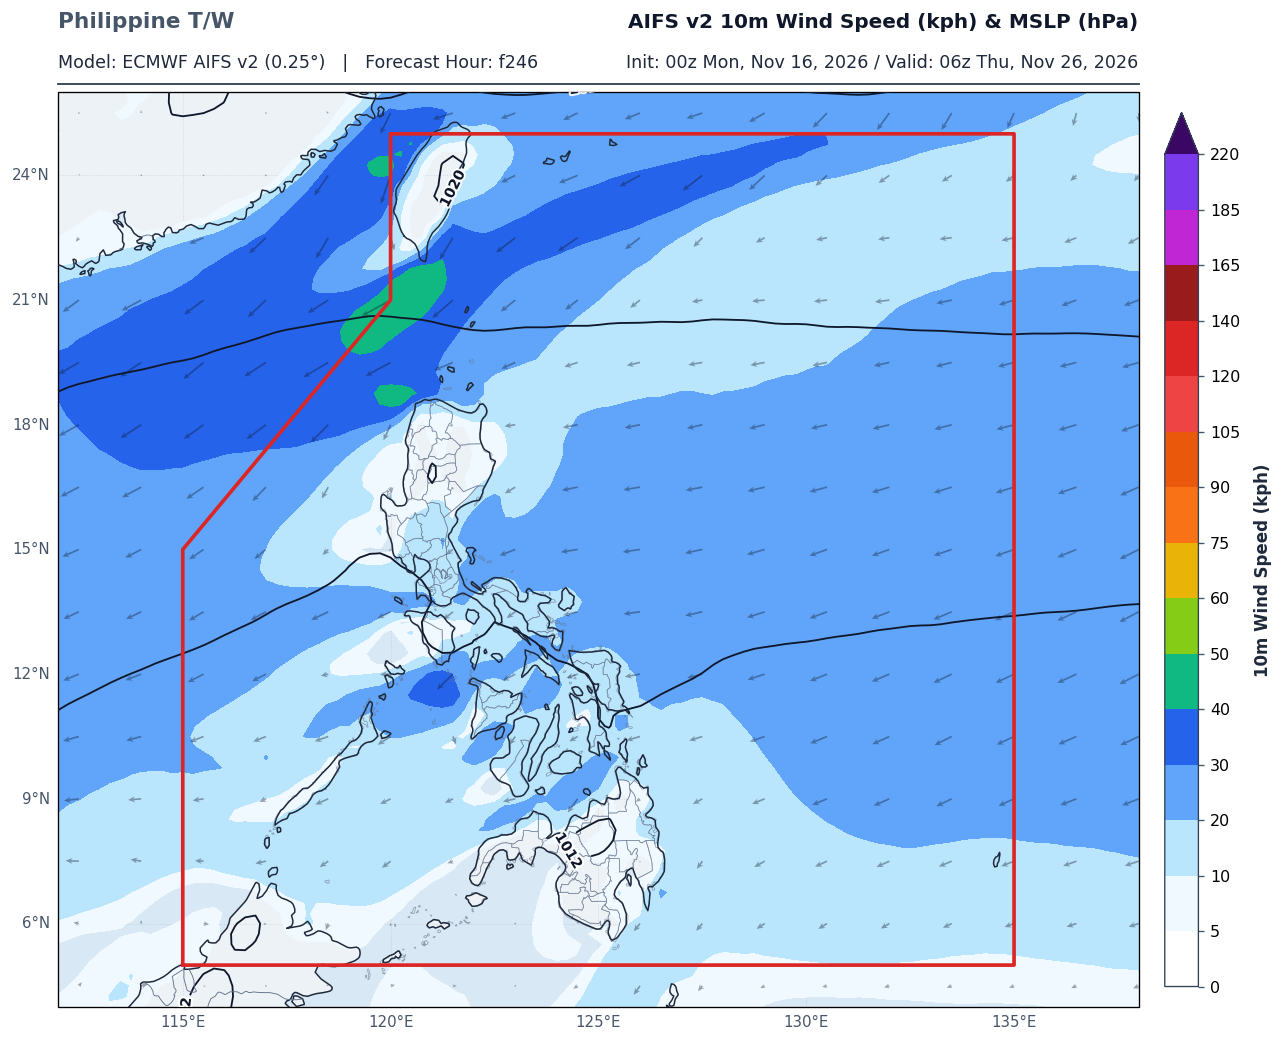 Philippine T/W
AIFS v2 10m Wind Speed (kph) & MSLP (hPa)
Model: ECMWF AIFS v2 (0.25°) | Forecast Hour: f246
Init: 00z Mon, Nov 16, 2026 / Valid: 06z Thu, Nov 26, 2026
24°N
21°N
18°N
15°N
12°N
9°N
6°N
115°E
120°E
125°E
130°E
135°E
1020
1012
2
220
185
165
140
120
105
90
75
60
50
40
30
20
10
5
0
10m Wind Speed (kph)